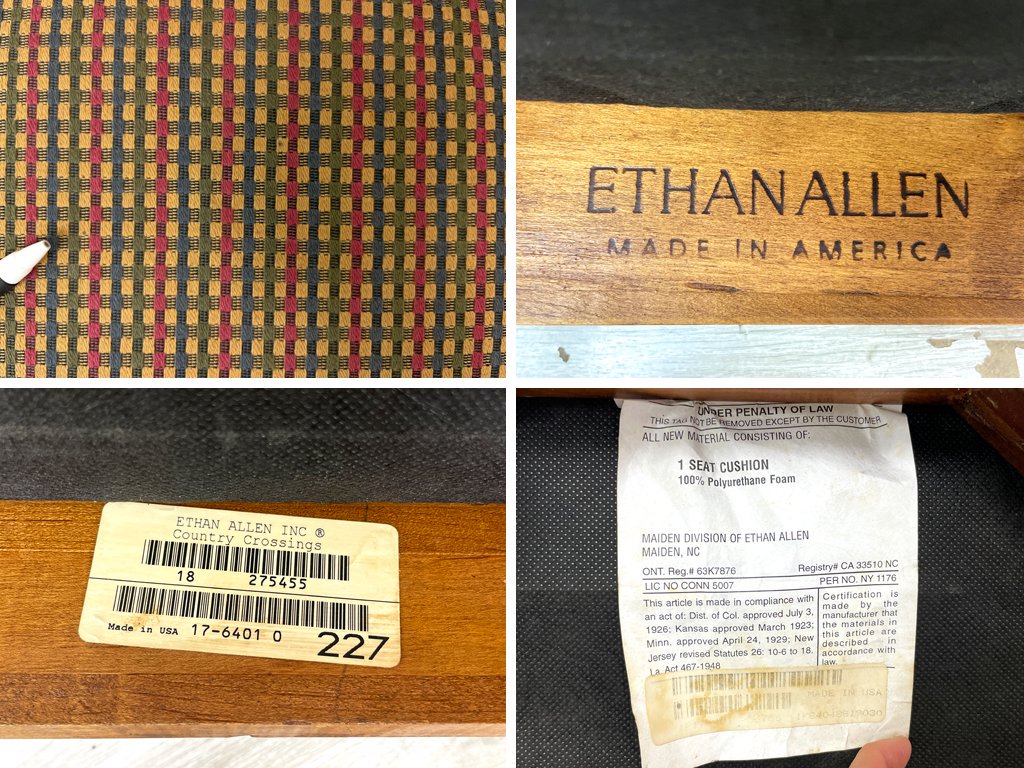 ETHAN ALLEN
MADE IN AMERICA
ETHAN ALLEN INC ®
Country Crossings
18 275455
Made in USA 17-6401 0 227
UNDER PENALTY OF LAW
THIS TAG NOT BE REMOVED EXCEPT BY THE CUSTOMER
ALL NEW MATERIAL CONSISTING OF:
1 SEAT CUSHION
100% Polyurethane Foam
MAIDEN DIVISION OF ETHAN ALLEN
MAIDEN, NC
ONT. Reg.# 63K7876 Registry# CA 33510 NC
LIC NO CONN 5007 PER NO. NY 1176
This article is made in compliance with
an act of: Dist. of Col. approved July 3,
1926; Kansas approved March 1923;
Minn. approved April 24, 1929; New
Jersey revised Statutes 26: 10-6 to 18,
La. Act 467-1948
Certification is
made by the
manufacturer that
the materials in
this article are
described in
accordance with
law.
MADE IN USA